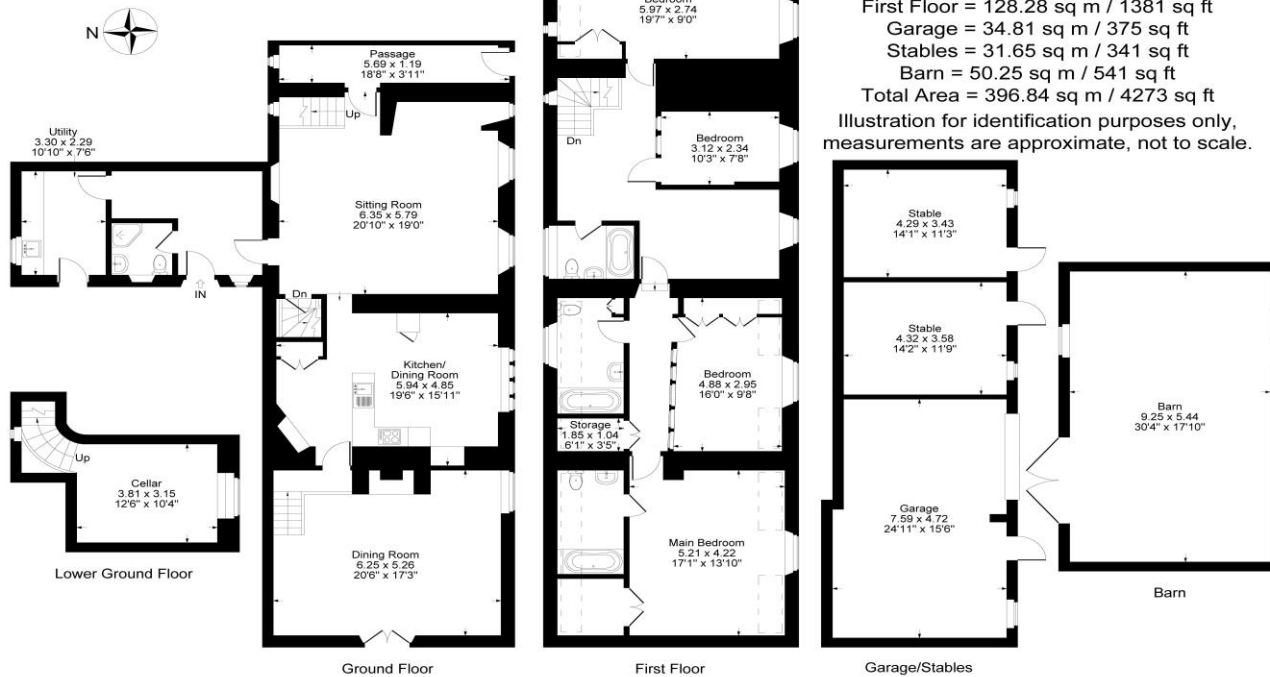 Bedroom
5.97 x 2.74
19'7" x 9'0"
First Floor = 128.28 sq m / 1381 sq ft
Garage = 34.81 sq m / 375 sq ft
Stables = 31.65 sq m / 341 sq ft
Barn = 50.25 sq m / 541 sq ft
Total Area = 396.84 sq m / 4273 sq ft
Illustration for identification purposes only,
measurements are approximate, not to scale.
N
Passage
5.69 x 1.19
18'8" x 3'11"
Up
Utility
3.30 x 2.29
10'10" x 7'6"
Sitting Room
6.35 x 5.79
20'10" x 19'0"
IN
Dn
Kitchen/
Dining Room
5.94 x 4.85
19'6" x 15'11"
Up
Cellar
3.81 x 3.15
12'6" x 10'4"
Lower Ground Floor
Dining Room
6.25 x 5.26
20'6" x 17'3"
Ground Floor
Dn
Bedroom
3.12 x 2.34
10'3" x 7'8"
Bedroom
4.88 x 2.95
16'0" x 9'8"
Storage
1.85 x 1.04
6'1" x 3'5"
Main Bedroom
5.21 x 4.22
17'1" x 13'10"
First Floor
Stable
4.29 x 3.43
14'1" x 11'3"
Stable
4.32 x 3.58
14'2" x 11'9"
Garage
7.59 x 4.72
24'11" x 15'6"
Garage/Stables
Barn
9.25 x 5.44
30'4" x 17'10"
Barn